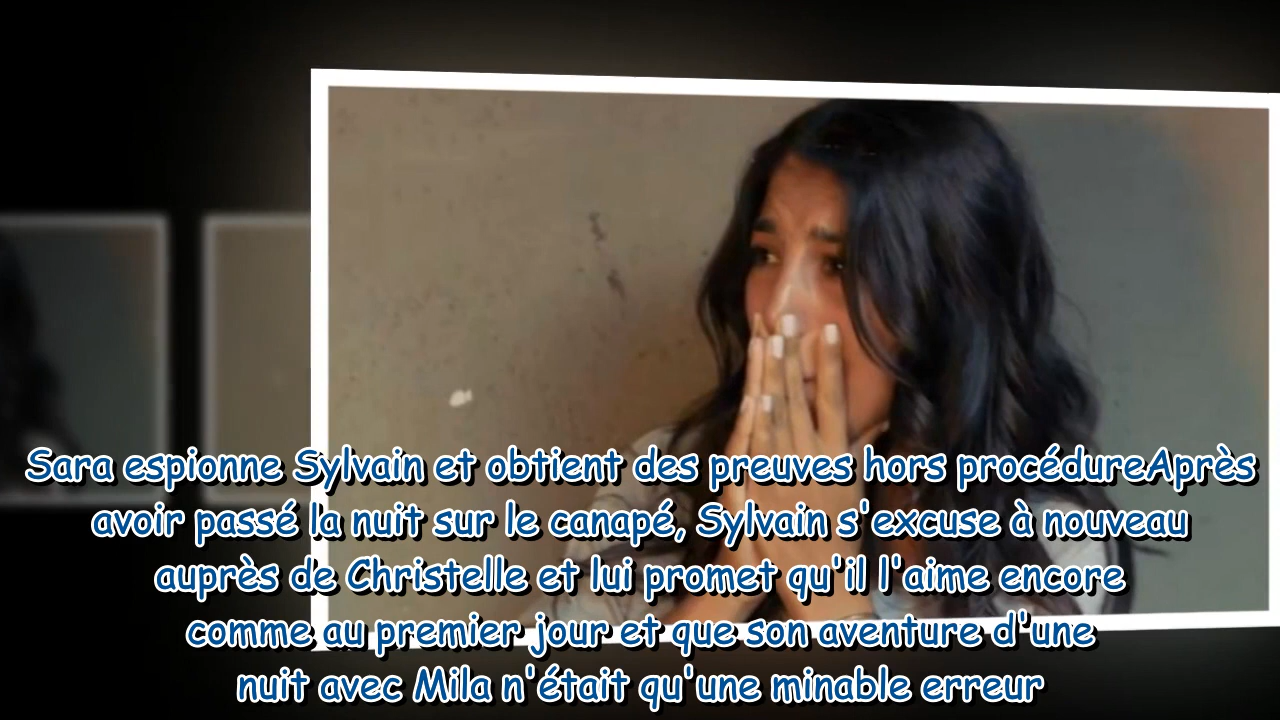 Sara espionne Sylvain et obtient des preuves hors procédureAprès
avoir passé la nuit sur le canapé, Sylvain s'excuse à nouveau
auprès de Christelle et lui promet qu'il l'aime encore
comme au premier jour et que son aventure d'une
nuit avec Mila n'était qu'une minable erreur